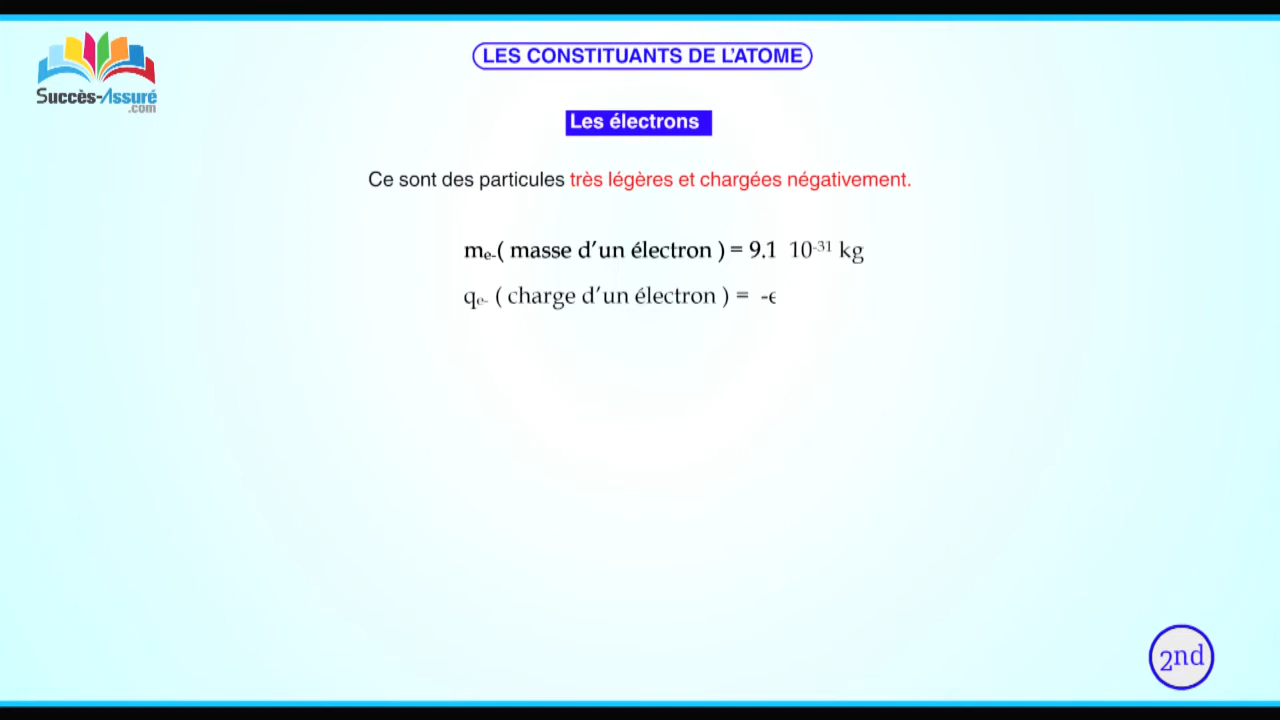 Succès-Assuré
.com
LES CONSTITUANTS DE L'ATOME
Les électrons
Ce sont des particules très légères et chargées négativement.
me-( masse d'un électron ) = 9.1 10-31 kg
qe- ( charge d'un électron ) = -e
2nd